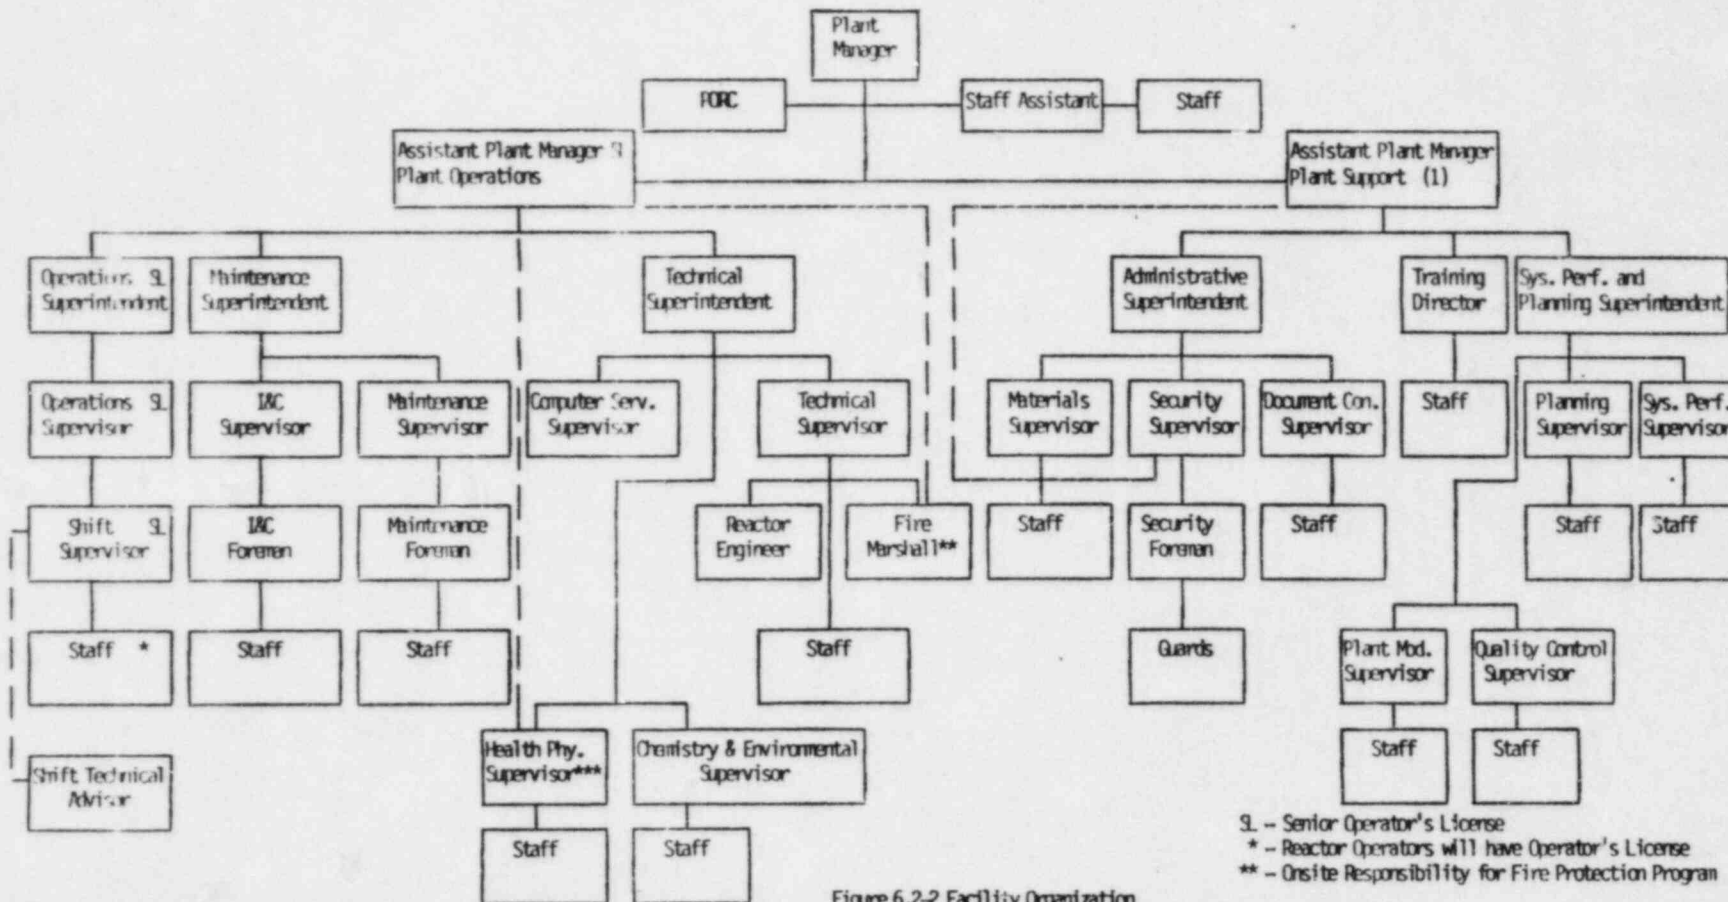 Plant
Manager
PORC
Staff Assistant
Staff
Assistant Plant Manager SL
Plant Operations
Assistant Plant Manager
Plant Support (1)
Operations SL
Superintendent
Maintenance
Superintendent
Technical
Superintendent
Administrative
Superintendent
Training
Director
Sys. Perf. and
Planning Superintendent
Operations SL
Supervisor
I&C
Supervisor
Maintenance
Supervisor
Computer Serv.
Supervisor
Technical
Supervisor
Materials
Supervisor
Security
Supervisor
Document Con.
Supervisor
Staff
Planning
Supervisor
Sys. Perf.
Supervisor
Shift SL
Supervisor
I&C
Foreman
Maintenance
Foreman
Reactor
Engineer
Fire
Marshall**
Staff
Security
Foreman
Staff
Staff
Staff
Staff *
Staff
Staff
Staff
Guards
Plant Mod.
Supervisor
Quality Control
Supervisor
Shift Technical
Advisor
Health Phy.
Supervisor***
Chemistry & Environmental
Supervisor
Staff
Staff
Staff
Staff
SL - Senior Operator's License
* - Reactor Operators will have Operator's License
** - Onsite Responsibility for Fire Protection Program
Figure 6.2-2 Facility Organization